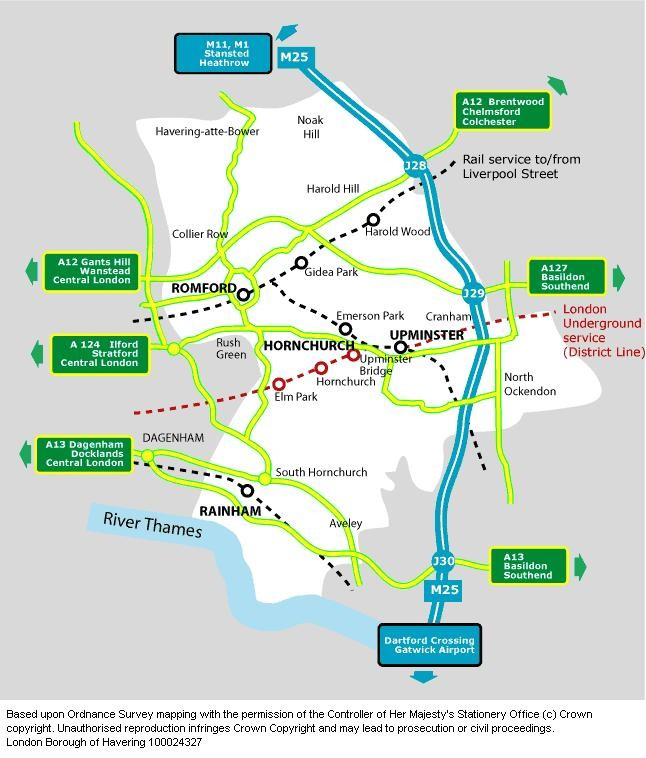 M11, M1
Stansted
Heathrow
M25
A12 Brentwood
Chelmsford
Colchester
Noak
Hill
Havering-atte-Bower
J28
Rail service to/from
Liverpool Street
Harold Hill
Collier Row
Harold Wood
A12 Gants Hill
Wanstead
Central London
Gidea Park
A127
Basildon
Southend
ROMFORD
J29
Emerson Park
Cranham
London
Underground
service
(District Line)
A 124 Ilford
Stratford
Central London
Rush
Green
HORNCHURCH
UPMINSTER
Upminster
Bridge
Hornchurch
Elm Park
North
Ockendon
DAGENHAM
A13 Dagenham
Docklands
Central London
South Hornchurch
RAINHAM
River Thames
Aveley
J30
A13
Basildon
Southend
M25
Dartford Crossing
Gatwick Airport
Based upon Ordnance Survey mapping with the permission of the Controller of Her Majesty's Stationery Office (c) Crown
copyright. Unauthorised reproduction infringes Crown Copyright and may lead to prosecution or civil proceedings.
London Borough of Havering 100024327